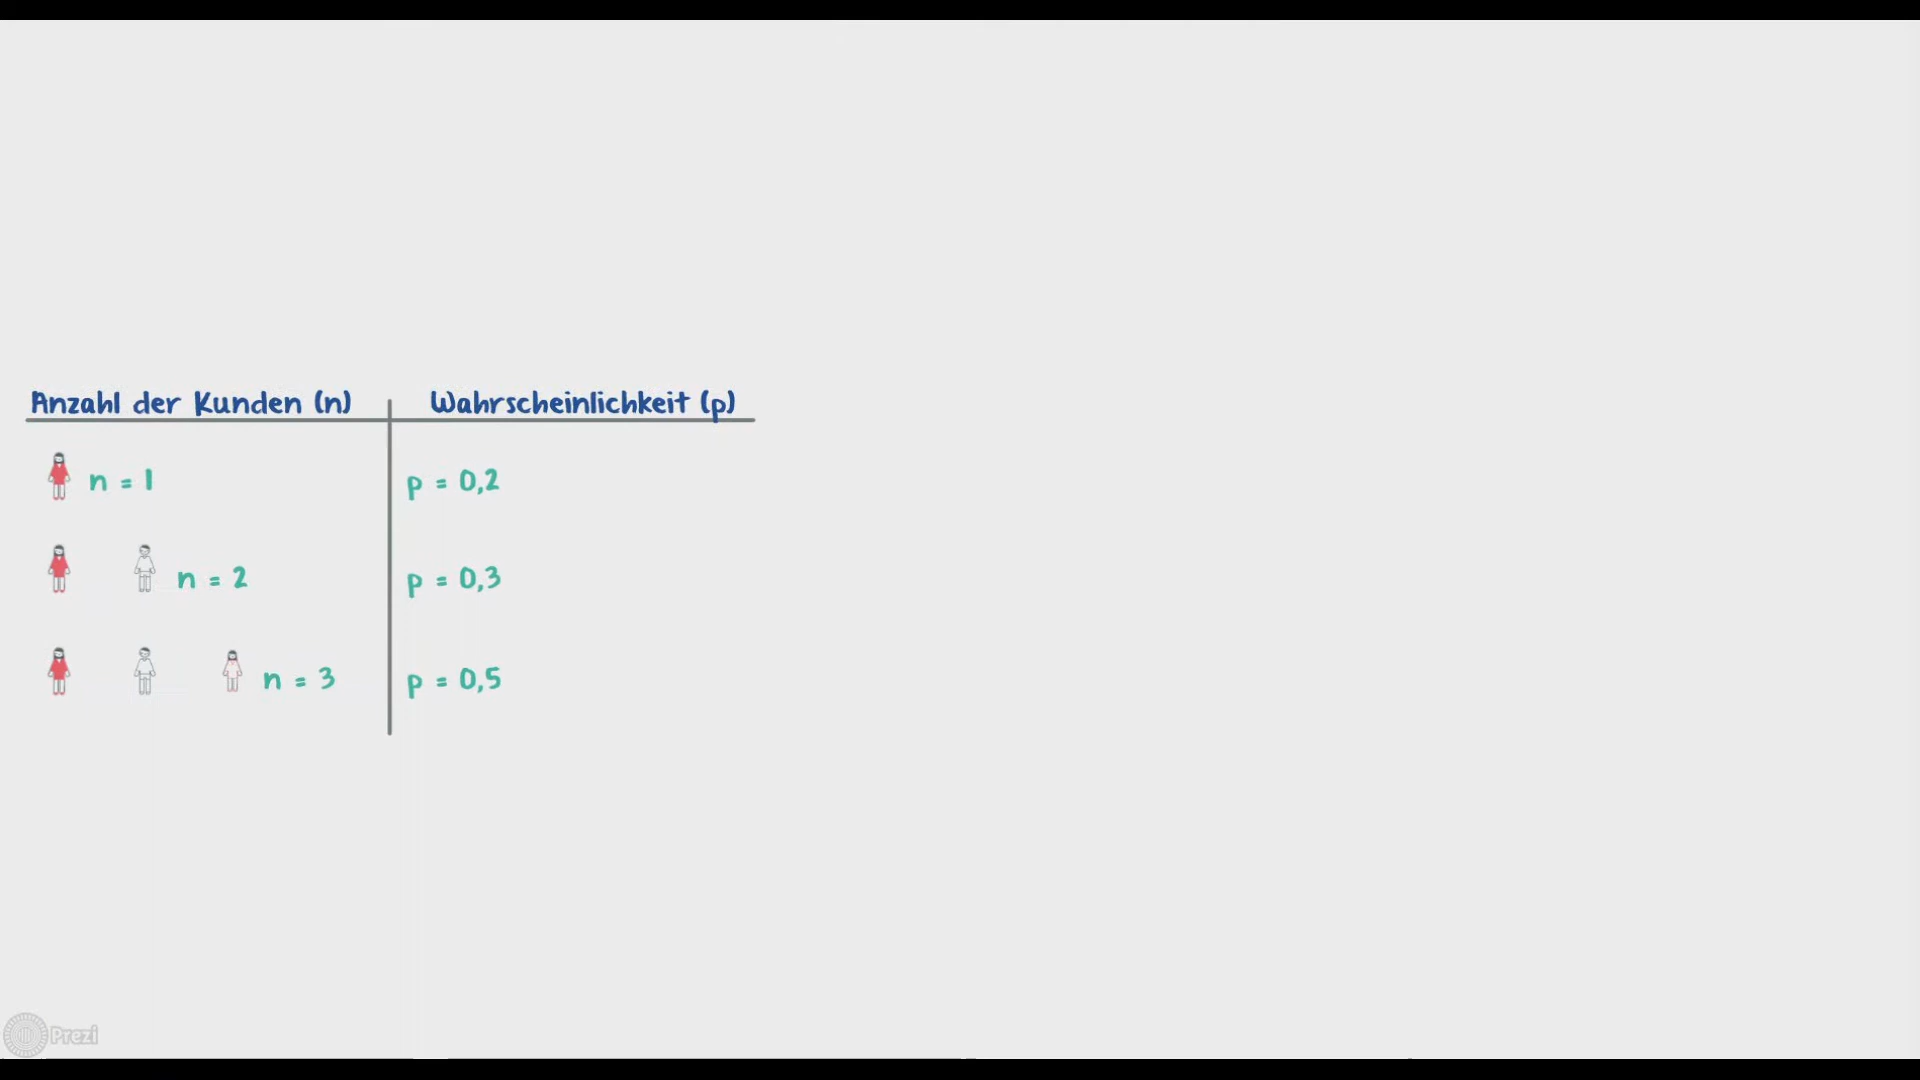 Anzahl der Kunden (n) Wahrscheinlichkeit (p)
n = 1 p = 0,2
n = 2 p = 0,3
n = 3 p = 0,5
Prezi